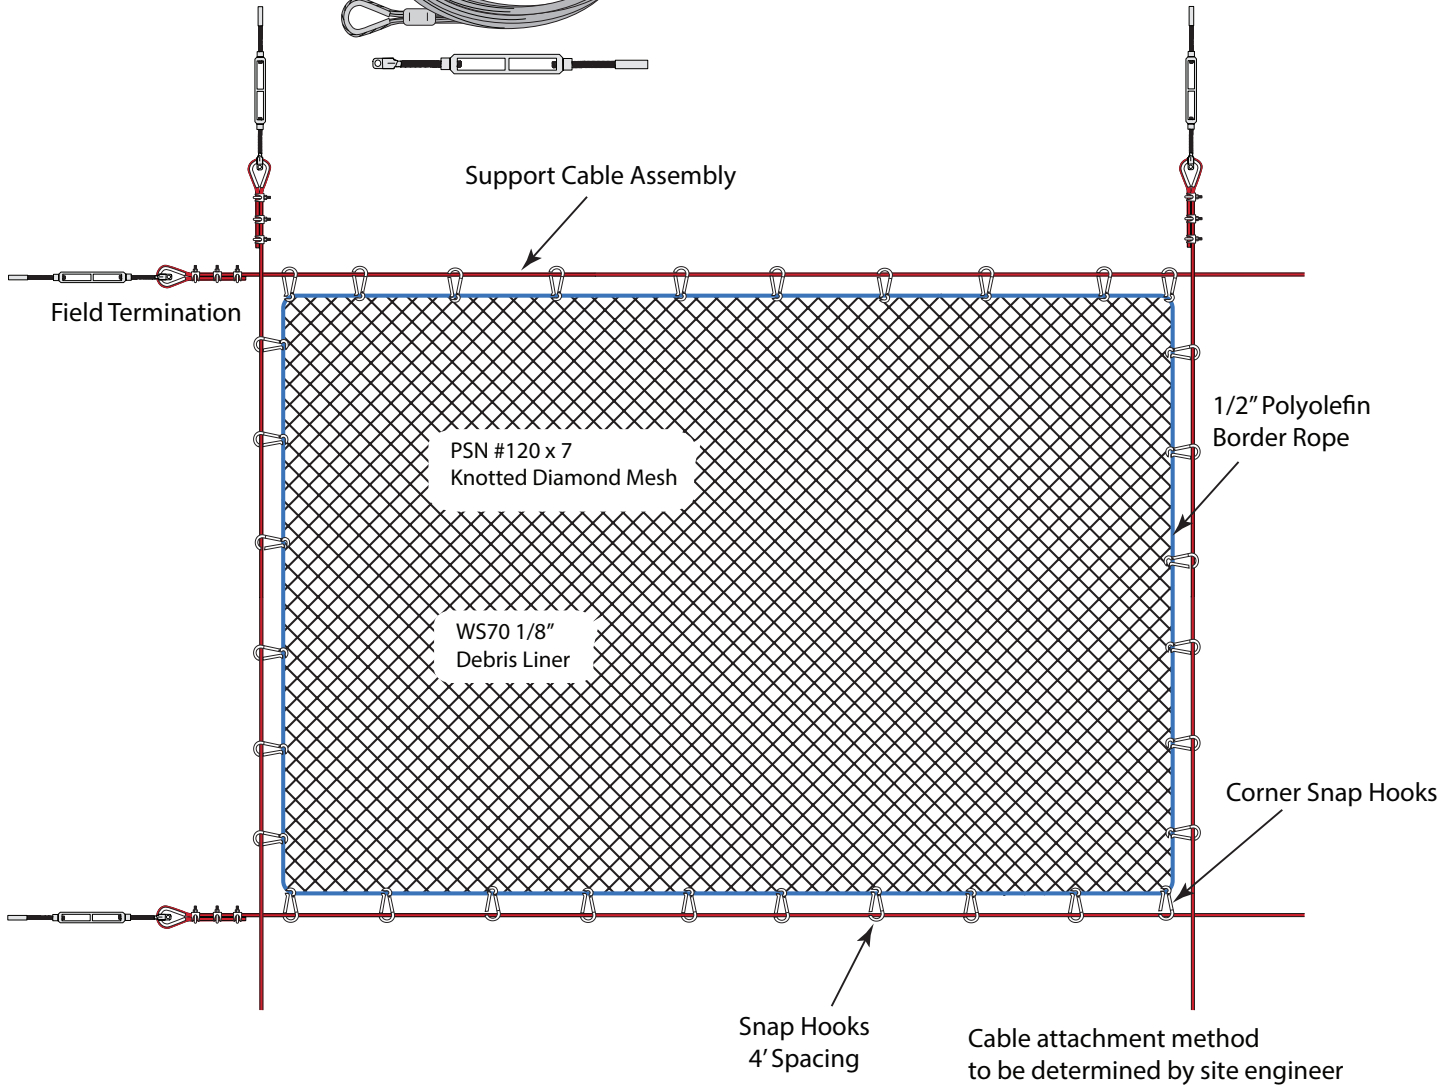 Support Cable Assembly
Field Termination
1/2” Polyolefin
Border Rope
PSN #120 x 7
Knotted Diamond Mesh
WS70 1/8”
Debris Liner
Corner Snap Hooks
Snap Hooks
4’ Spacing
Cable attachment method
to be determined by site engineer